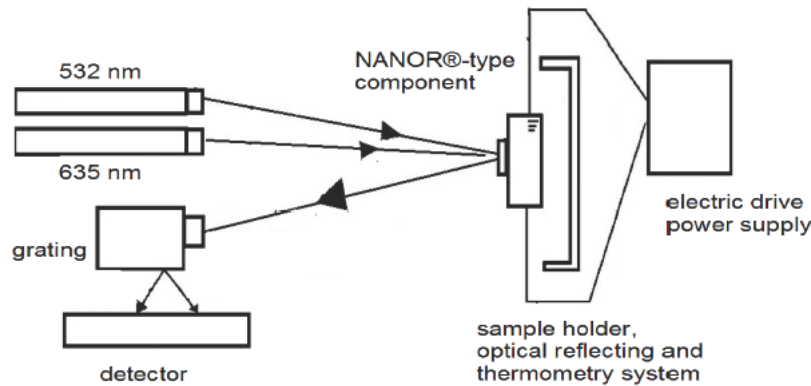 532 nm
635 nm
NANOR®-type
component
electric drive
power supply
grating
detector
sample holder,
optical reflecting and
thermometry system